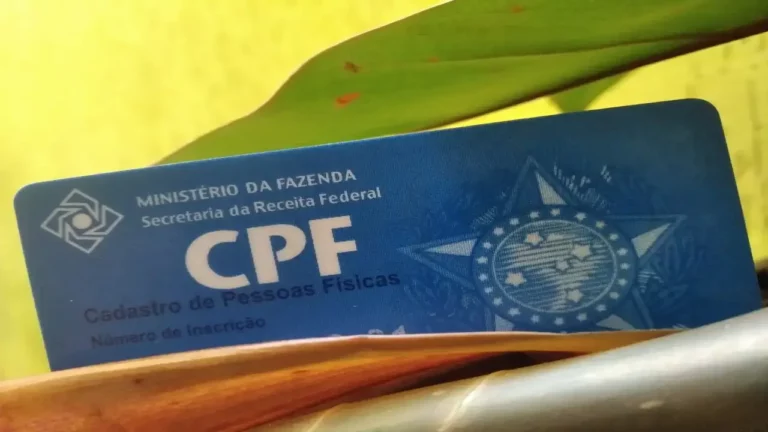 MINISTÉRIO DA FAZENDA
Secretaria da Receita Federal
CPF
Cadastro de Pessoas Físicas
Número de Inscrição